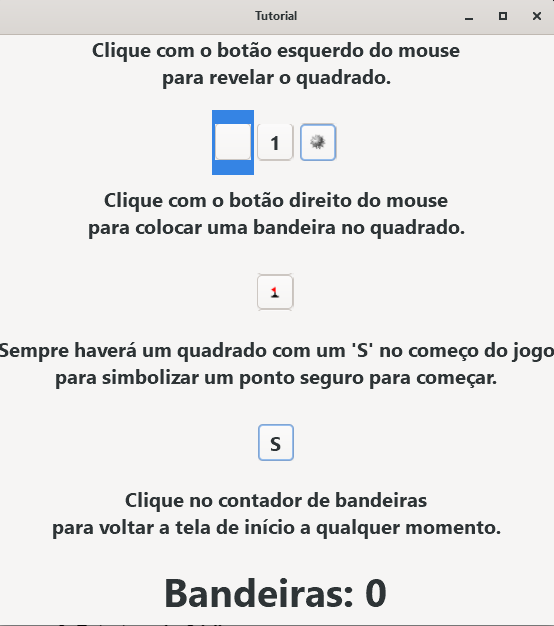 Tutorial
Clique com o botão esquerdo do mouse
para revelar o quadrado.
1
Clique com o botão direito do mouse
para colocar uma bandeira no quadrado.
Sempre haverá um quadrado com um 'S' no começo do jogo
para simbolizar um ponto seguro para começar.
S
Clique no contador de bandeiras
para voltar a tela de início a qualquer momento.
Bandeiras: 0